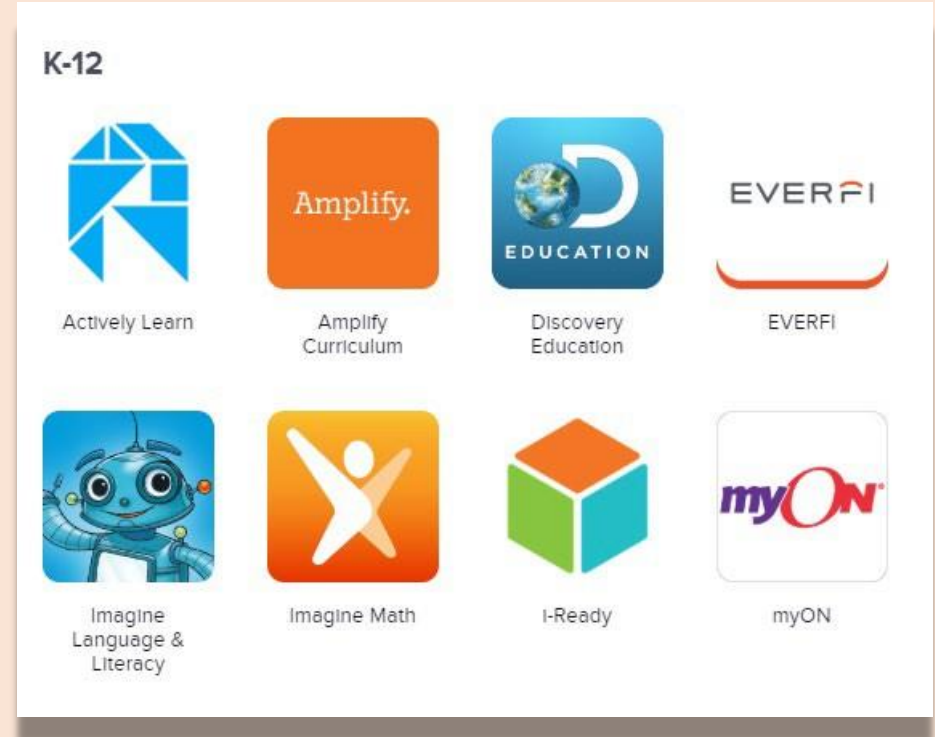 K-12
Amplify.
EDUCATION
EVERFI
Actively Learn
Amplify
Curriculum
Discovery
Education
EVERFI
myON
Imagine
Language &
Literacy
Imagine Math
i-Ready
myON